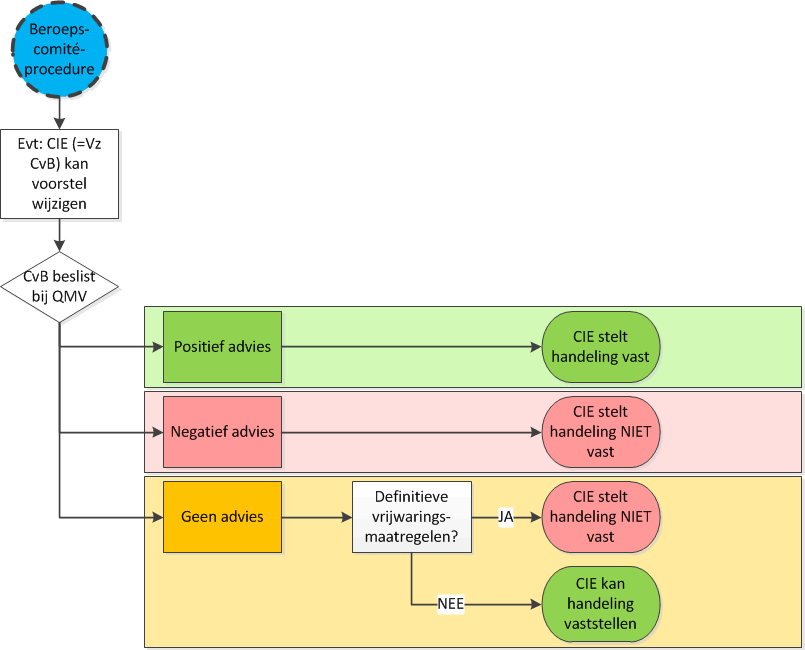 Beroeps-
comité-
procedure
Evt: CIE (=Vz
CvB) kan
voorstel
wijzigen
CvB beslist
bij QMV
Positief advies
CIE stelt
handeling vast
Negatief advies
CIE stelt
handeling NIET
vast
Geen advies
Definitieve
vrijwarings-
maatregelen?
JA
CIE stelt
handeling NIET
vast
NEE
CIE kan
handeling
vaststellen